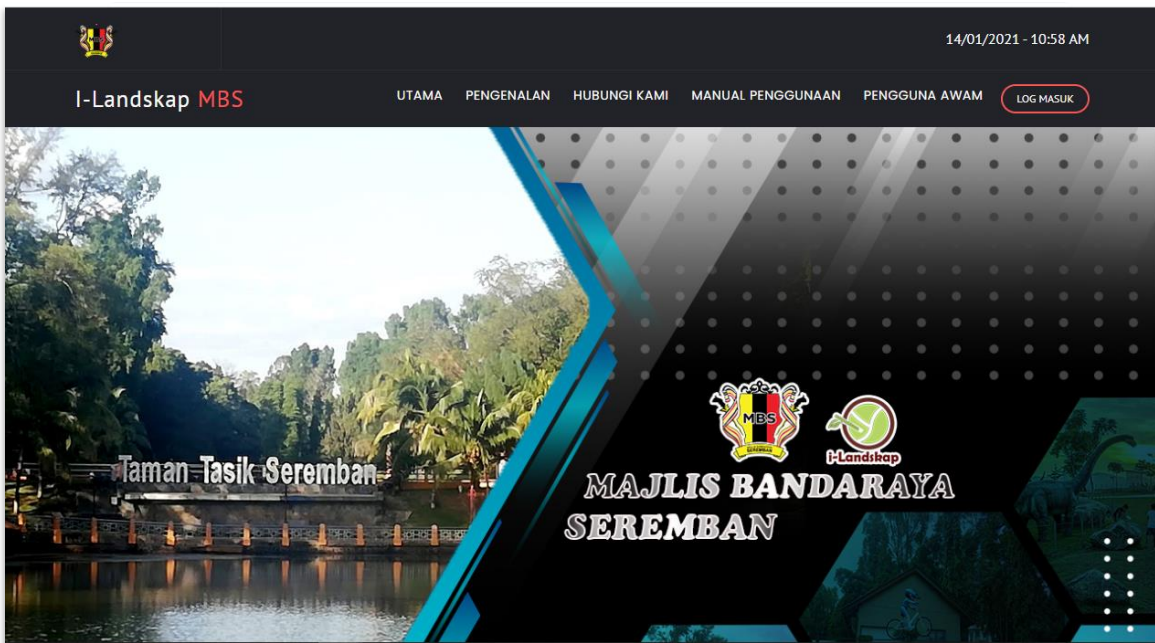 14/01/2021 - 10:58 AM
I-Landskap MBS
UTAMA PENGENALAN HUBUNGI KAMI MANUAL PENGGUNAAN PENGGUNA AWAM LOG MASUK
Taman Tasik Seremban
MBS
SEREMBAN
i-Landskap
MAJLIS BANDARAYA
SEREMBAN